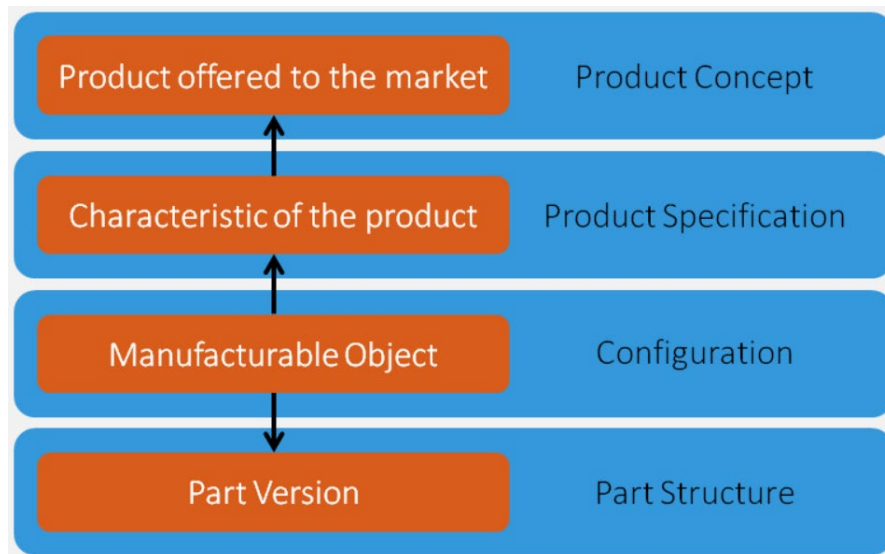 Product offered to the market
Product Concept
Characteristic of the product
Product Specification
Manufacturable Object
Configuration
Part Version
Part Structure